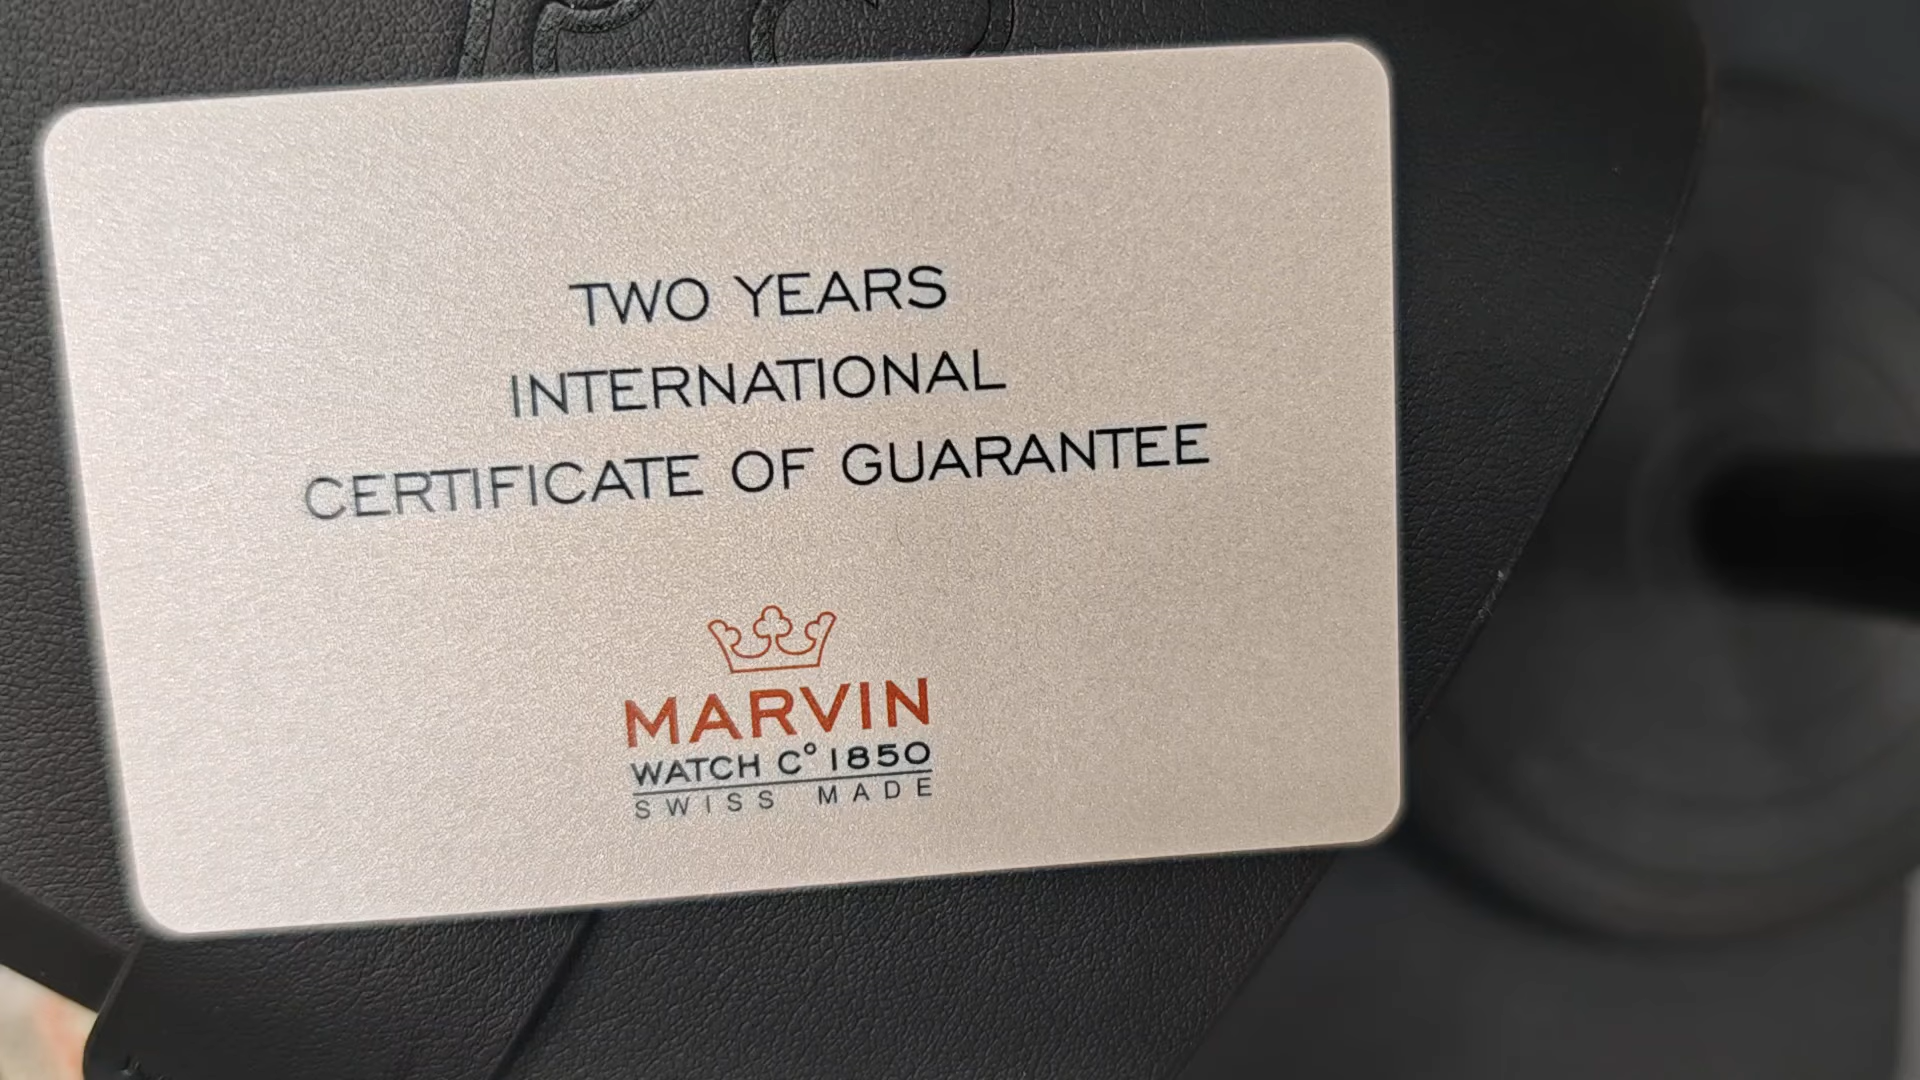 TWO YEARS
INTERNATIONAL
CERTIFICATE OF GUARANTEE
MARVIN
WATCH C° 1850
SWISS MADE